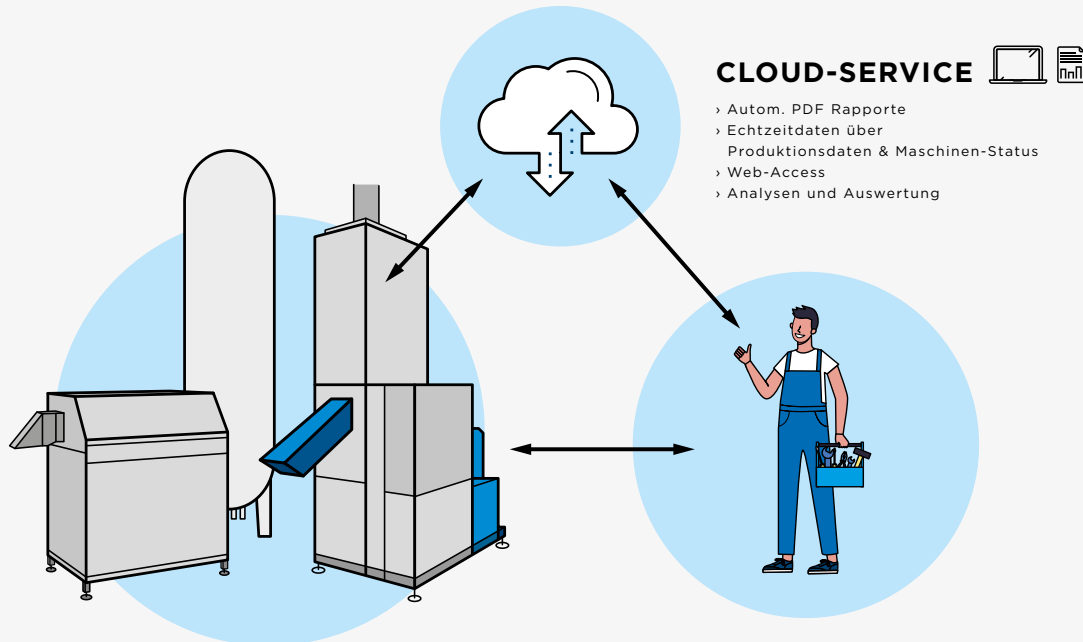 CLOUD-SERVICE
› Autom. PDF Rapporte
› Echtzeitdaten über
Produktionsdaten & Maschinen-Status
› Web-Access
› Analysen und Auswertung